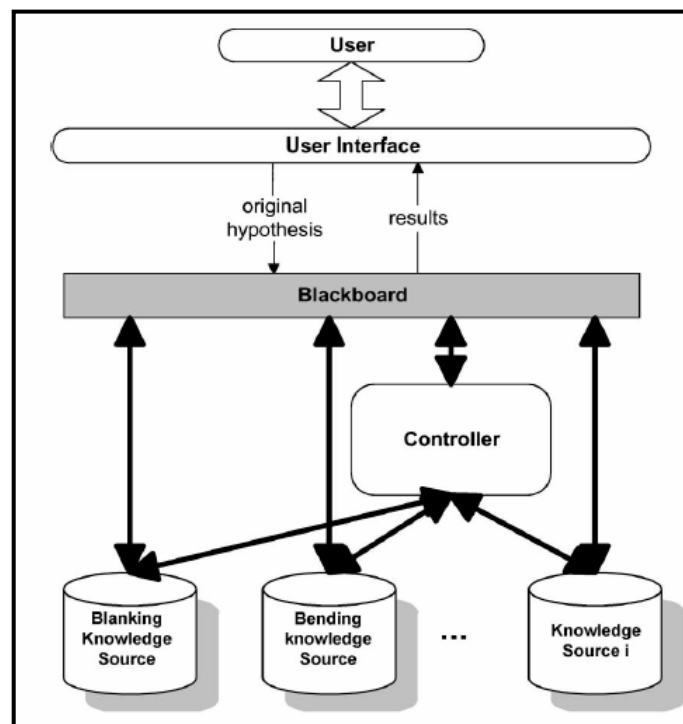 User
User Interface
original
hypothesis
results
Blackboard
Controller
Blanking
Knowledge
Source
Bending
knowledge
Source
...
Knowledge
Source i